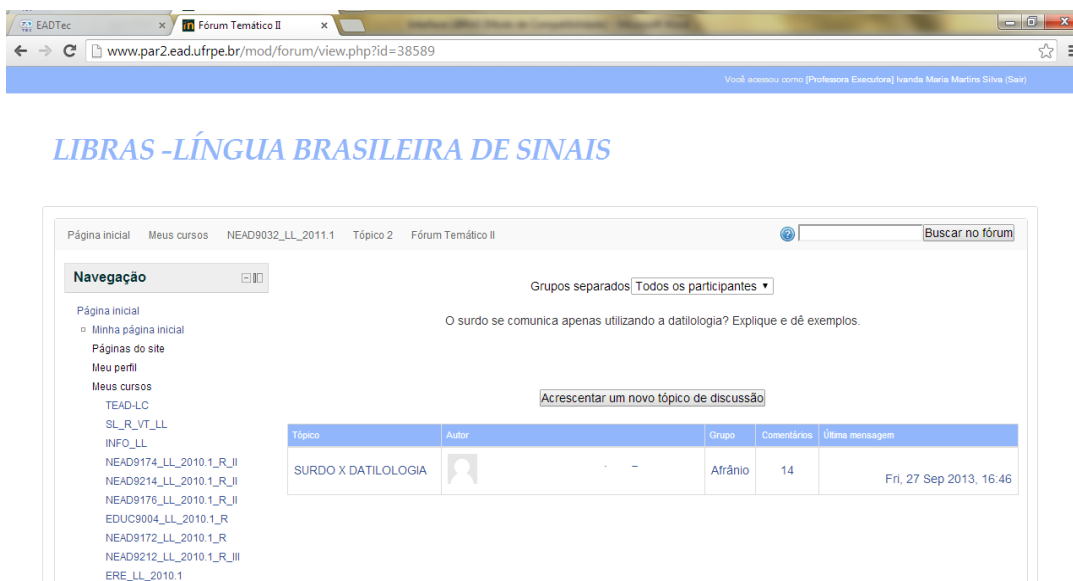 EADTec
Fórum Temático II
www.par2.ead.ufrpe.br/mod/forum/view.php?id=38589
Você acessou como [Professora Executora] Ivanda Maria Martins Silva (Sair)
LIBRAS -LÍNGUA BRASILEIRA DE SINAIS
Página inicial Meus cursos NEAD9032_LL_2011.1 Tópico 2 Fórum Temático II Buscar no fórum
Navegação
Grupos separados Todos os participantes
Página inicial
O surdo se comunica apenas utilizando a datilologia? Explique e dê exemplos.
Minha página inicial
Páginas do site
Meu perfil
Meus cursos
Acrescentar um novo tópico de discussão
TEAD-LC
SL_R_VT_LL
INFO_LL
Tópico Autor Grupo Comentários Última mensagem
NEAD9174_LL_2010.1_R_II
SURDO X DATILOLOGIA Afrânio 14 Fri, 27 Sep 2013, 16:46
NEAD9214_LL_2010.1_R_II
NEAD9176_LL_2010.1_R_II
EDUC9004_LL_2010.1_R
NEAD9172_LL_2010.1_R
NEAD9212_LL_2010.1_R_III
ERE_LL_2010.1